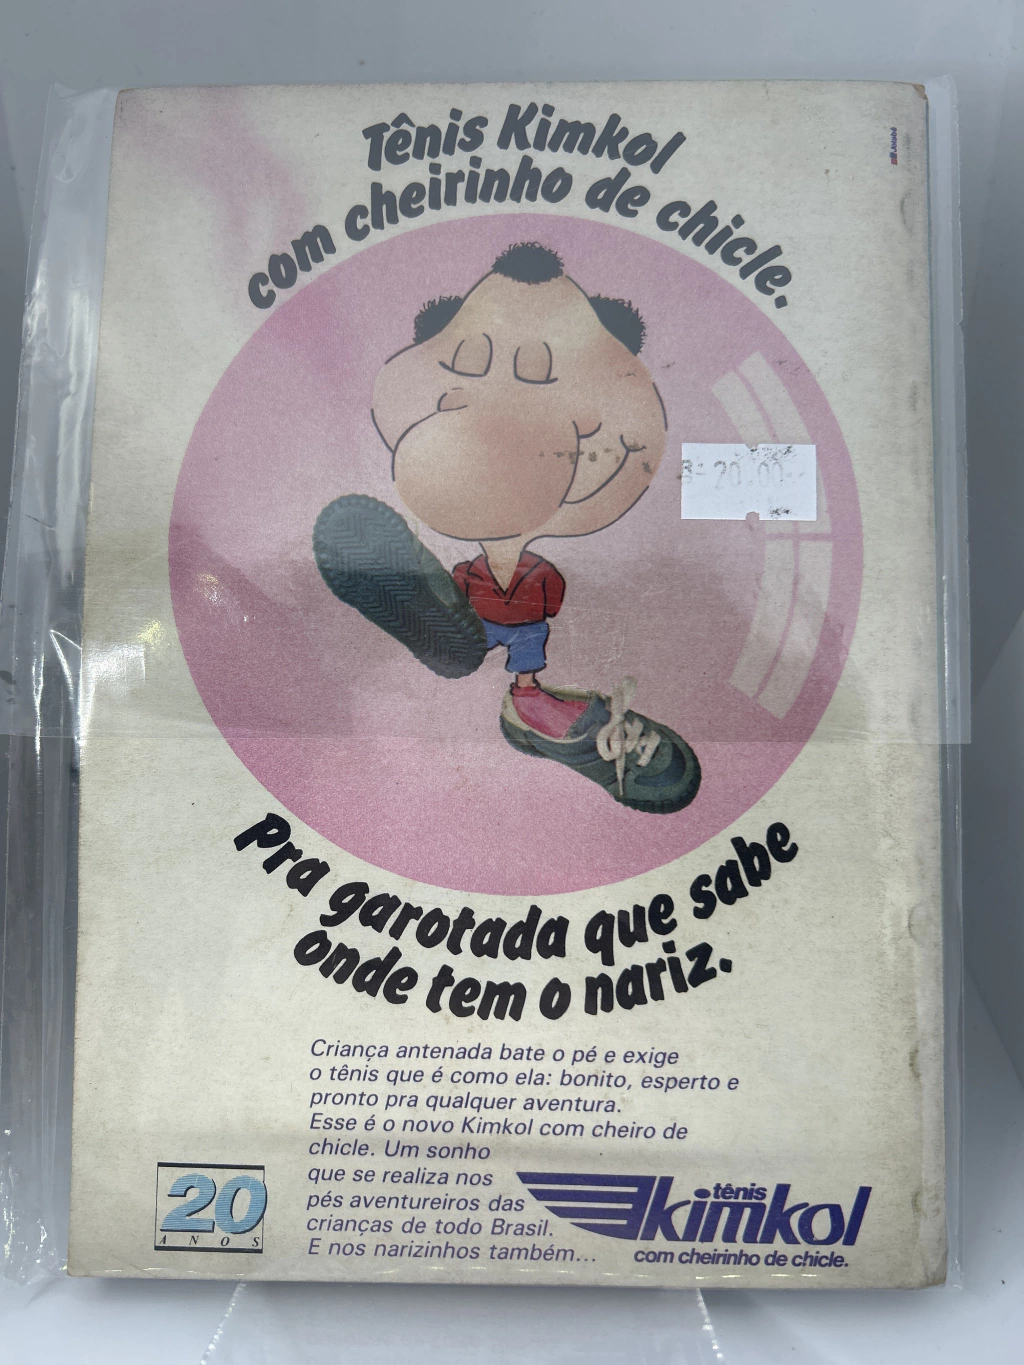 Tênis Kimkol
com cheirinho de chicle.
20.00
Pra garotada que sabe
onde tem o nariz.
Criança antenada bate o pé e exige
o tênis que é como ela: bonito, esperto e
pronto pra qualquer aventura.
Esse é o novo Kimkol com cheiro de
chicle. Um sonho
que se realiza nos
pés aventureiros das
crianças de todo Brasil.
E nos narizinhos também...
20
ANOS
tênis
kimkol
com cheirinho de chicle.